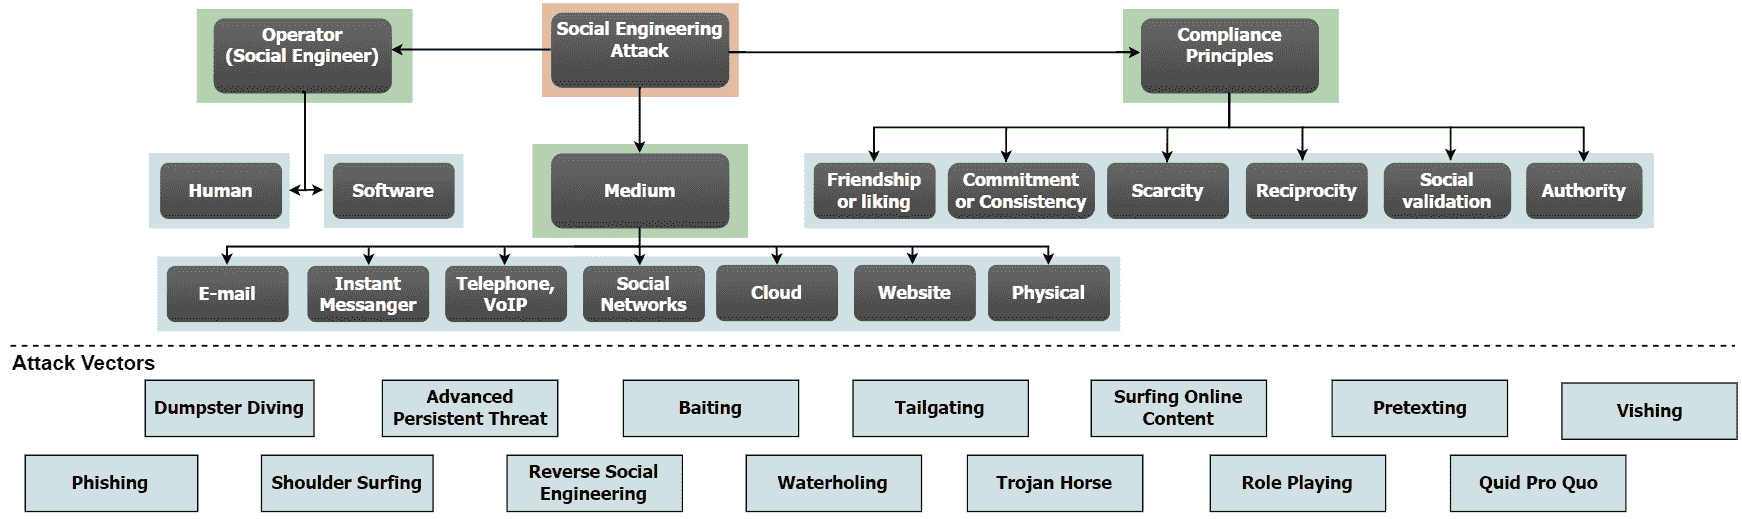 Operator
(Social Engineer)
Social Engineering
Attack
Compliance
Principles
Human
Software
Medium
Friendship
or liking
Commitment
or Consistency
Scarcity
Reciprocity
Social
validation
Authority
E-mail
Instant
Messanger
Telephone,
VoIP
Social
Networks
Cloud
Website
Physical
Attack Vectors
Dumpster Diving
Advanced
Persistent Threat
Baiting
Tailgating
Surfing Online
Content
Pretexting
Vishing
Phishing
Shoulder Surfing
Reverse Social
Engineering
Waterholing
Trojan Horse
Role Playing
Quid Pro Quo